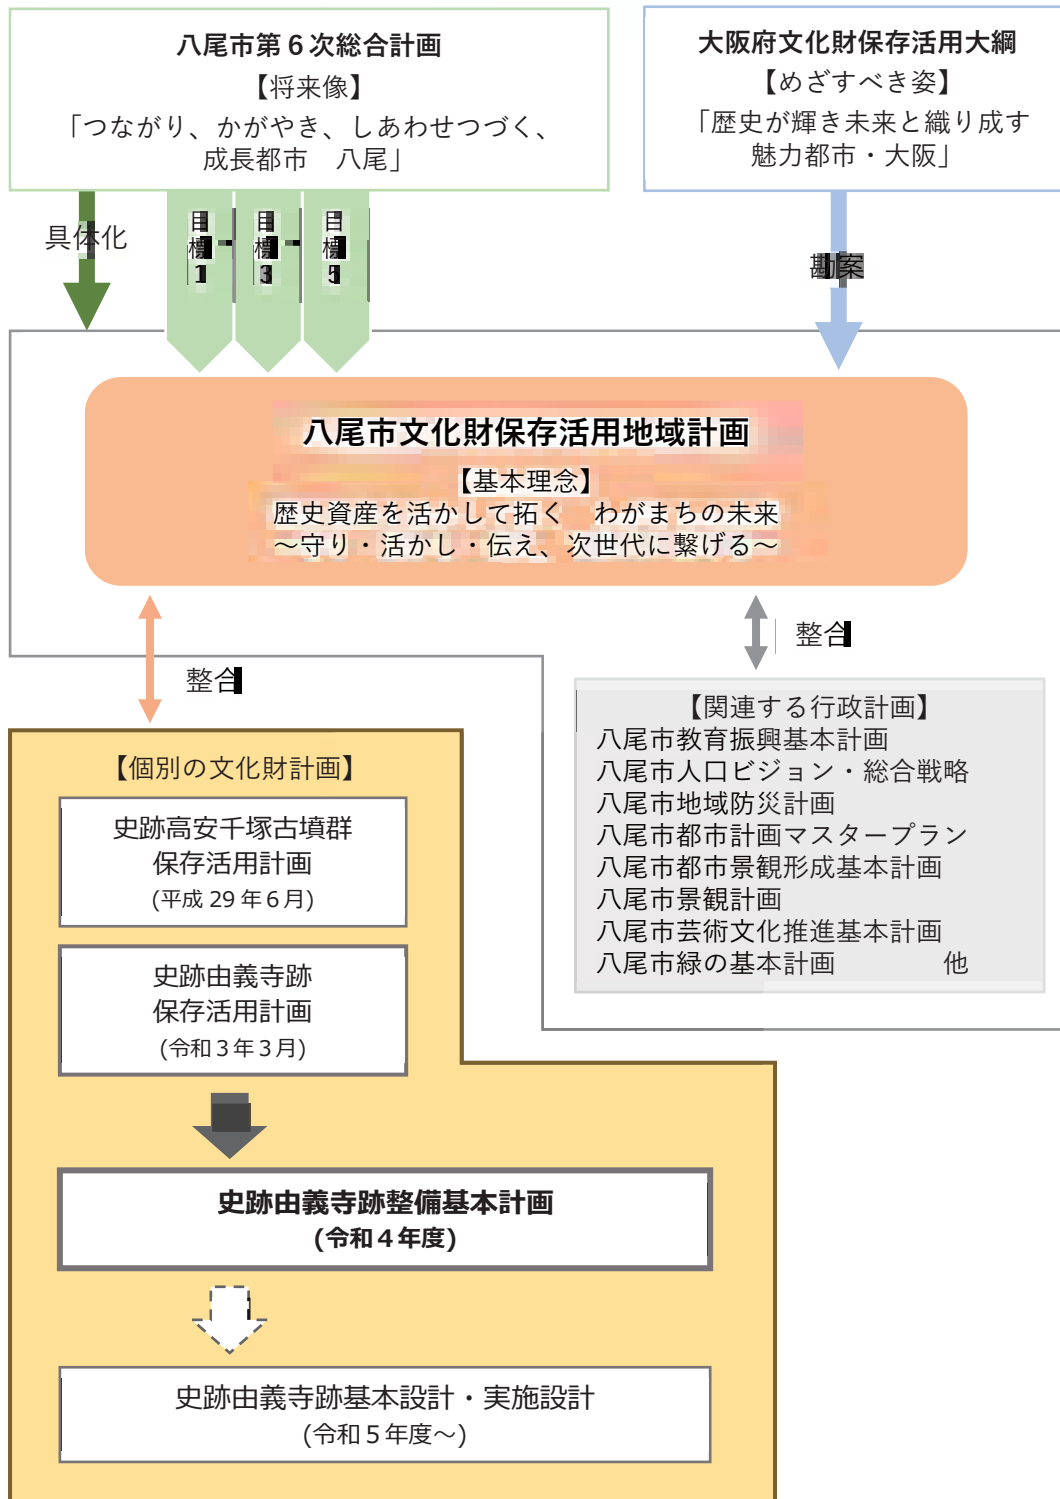 八尾市第６次総合計画
【将来像】
「つながり、かがやき、しあわせつづく、
成長都市　八尾」
大阪府文化財保存活用大綱
【めざすべき姿】
「歴史が輝き未来と織り成す
魅力都市・大阪」
具体化
目標1
目標3
目標5
勘案
八尾市文化財保存活用地域計画
【基本理念】
歴史資産を活かして拓く　わがまちの未来
～守り・活かし・伝え、次世代に繋げる～
整合
整合
【関連する行政計画】
八尾市教育振興基本計画
八尾市人口ビジョン・総合戦略
八尾市地域防災計画
八尾市都市計画マスタープラン
八尾市都市景観形成基本計画
八尾市景観計画
八尾市芸術文化推進基本計画
八尾市緑の基本計画　　　　他
【個別の文化財計画】
史跡高安千塚古墳群
保存活用計画
(平成 29 年６月)
史跡由義寺跡
保存活用計画
(令和３年３月)
史跡由義寺跡整備基本計画
(令和４年度)
史跡由義寺跡基本設計・実施設計
(令和５年度～)